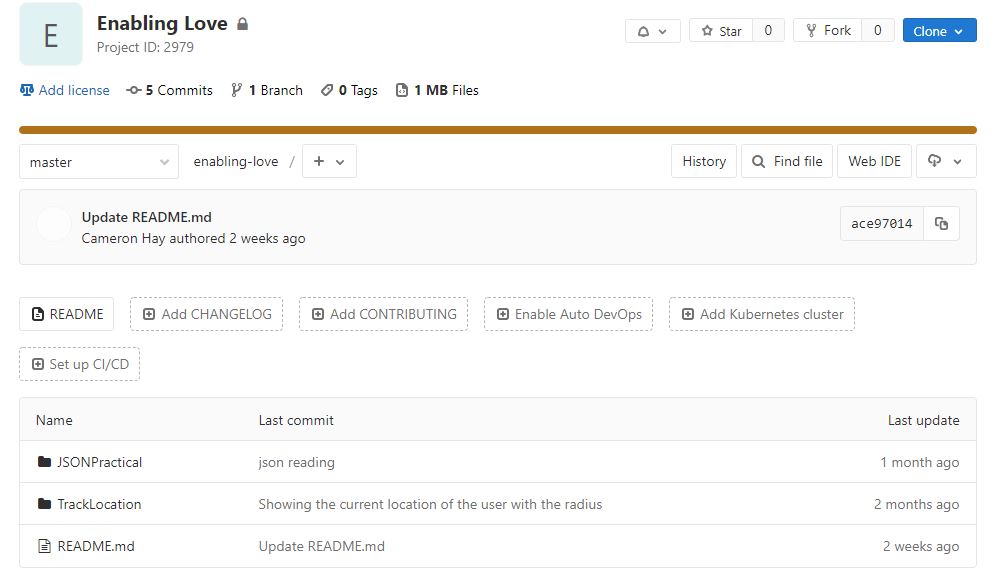 E
Enabling Love
Project ID: 2979
Star 0
Fork 0
Clone
Add license
5 Commits
1 Branch
0 Tags
1 MB Files
master
enabling-love /
+
History
Find file
Web IDE
Update README.md
Cameron Hay authored 2 weeks ago
ace97014
README
Add CHANGELOG
Add CONTRIBUTING
Enable Auto DevOps
Add Kubernetes cluster
Set up CI/CD
Name Last commit Last update
JSONPractical json reading 1 month ago
TrackLocation Showing the current location of the user with the radius 2 months ago
README.md Update README.md 2 weeks ago